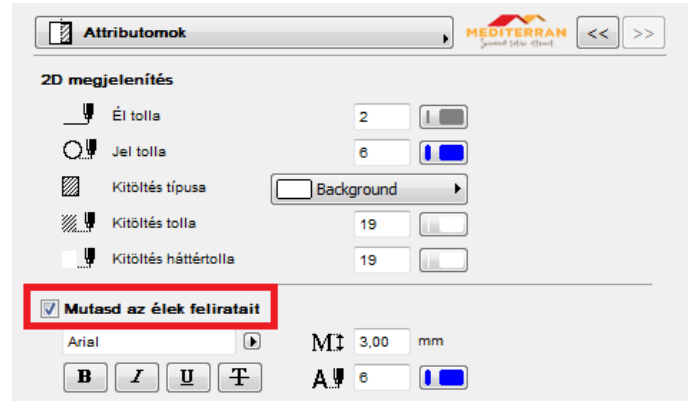 Attributomok
MEDITERRAN
<< >>
2D megjelenítés
Él tolla 2
Jel tolla 6
Kitöltés típusa Background
Kitöltés tolla 19
Kitöltés háttértolla 19
Mutasd az élek feliratait
Arial M 3,00 mm
B I U T A 6